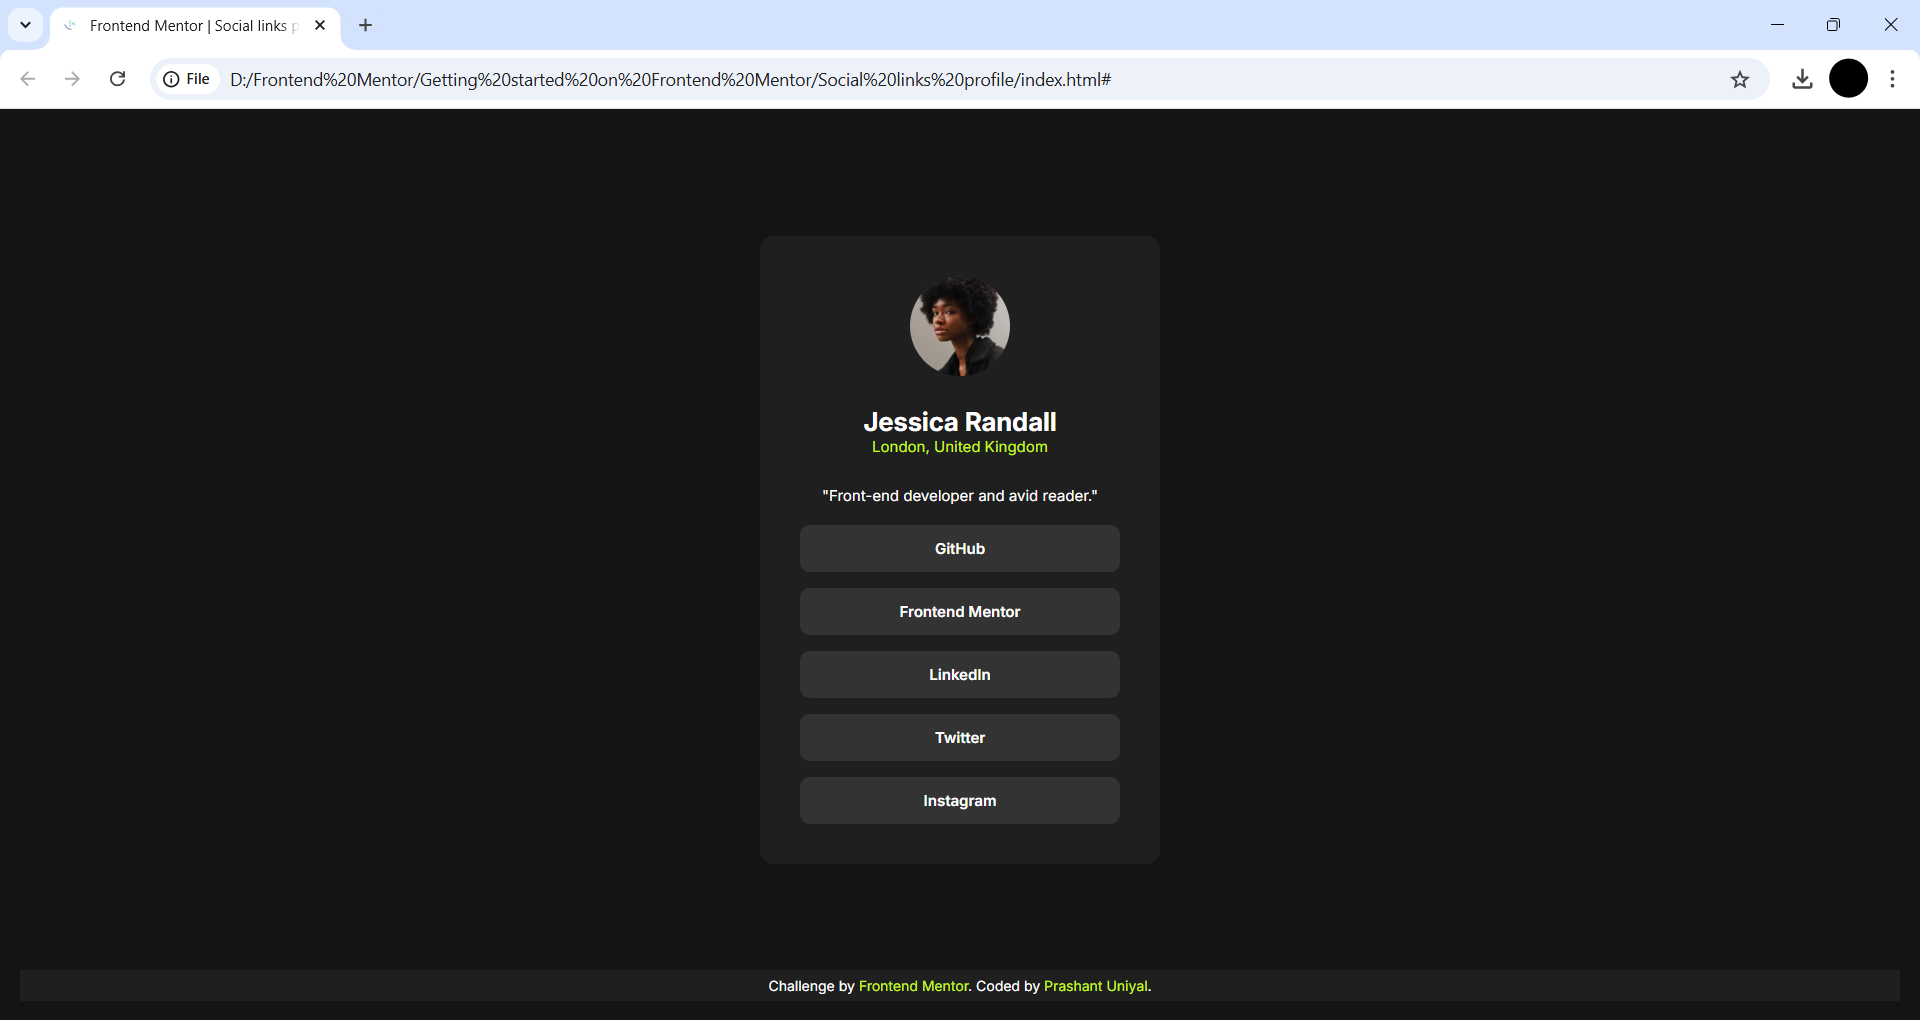 Frontend Mentor | Social links p
File
D:/Frontend%20Mentor/Getting%20started%20on%20Frontend%20Mentor/Social%20links%20profile/index.html#
Jessica Randall
London, United Kingdom
"Front-end developer and avid reader."
GitHub
Frontend Mentor
LinkedIn
Twitter
Instagram
Challenge by Frontend Mentor. Coded by Prashant Uniyal.